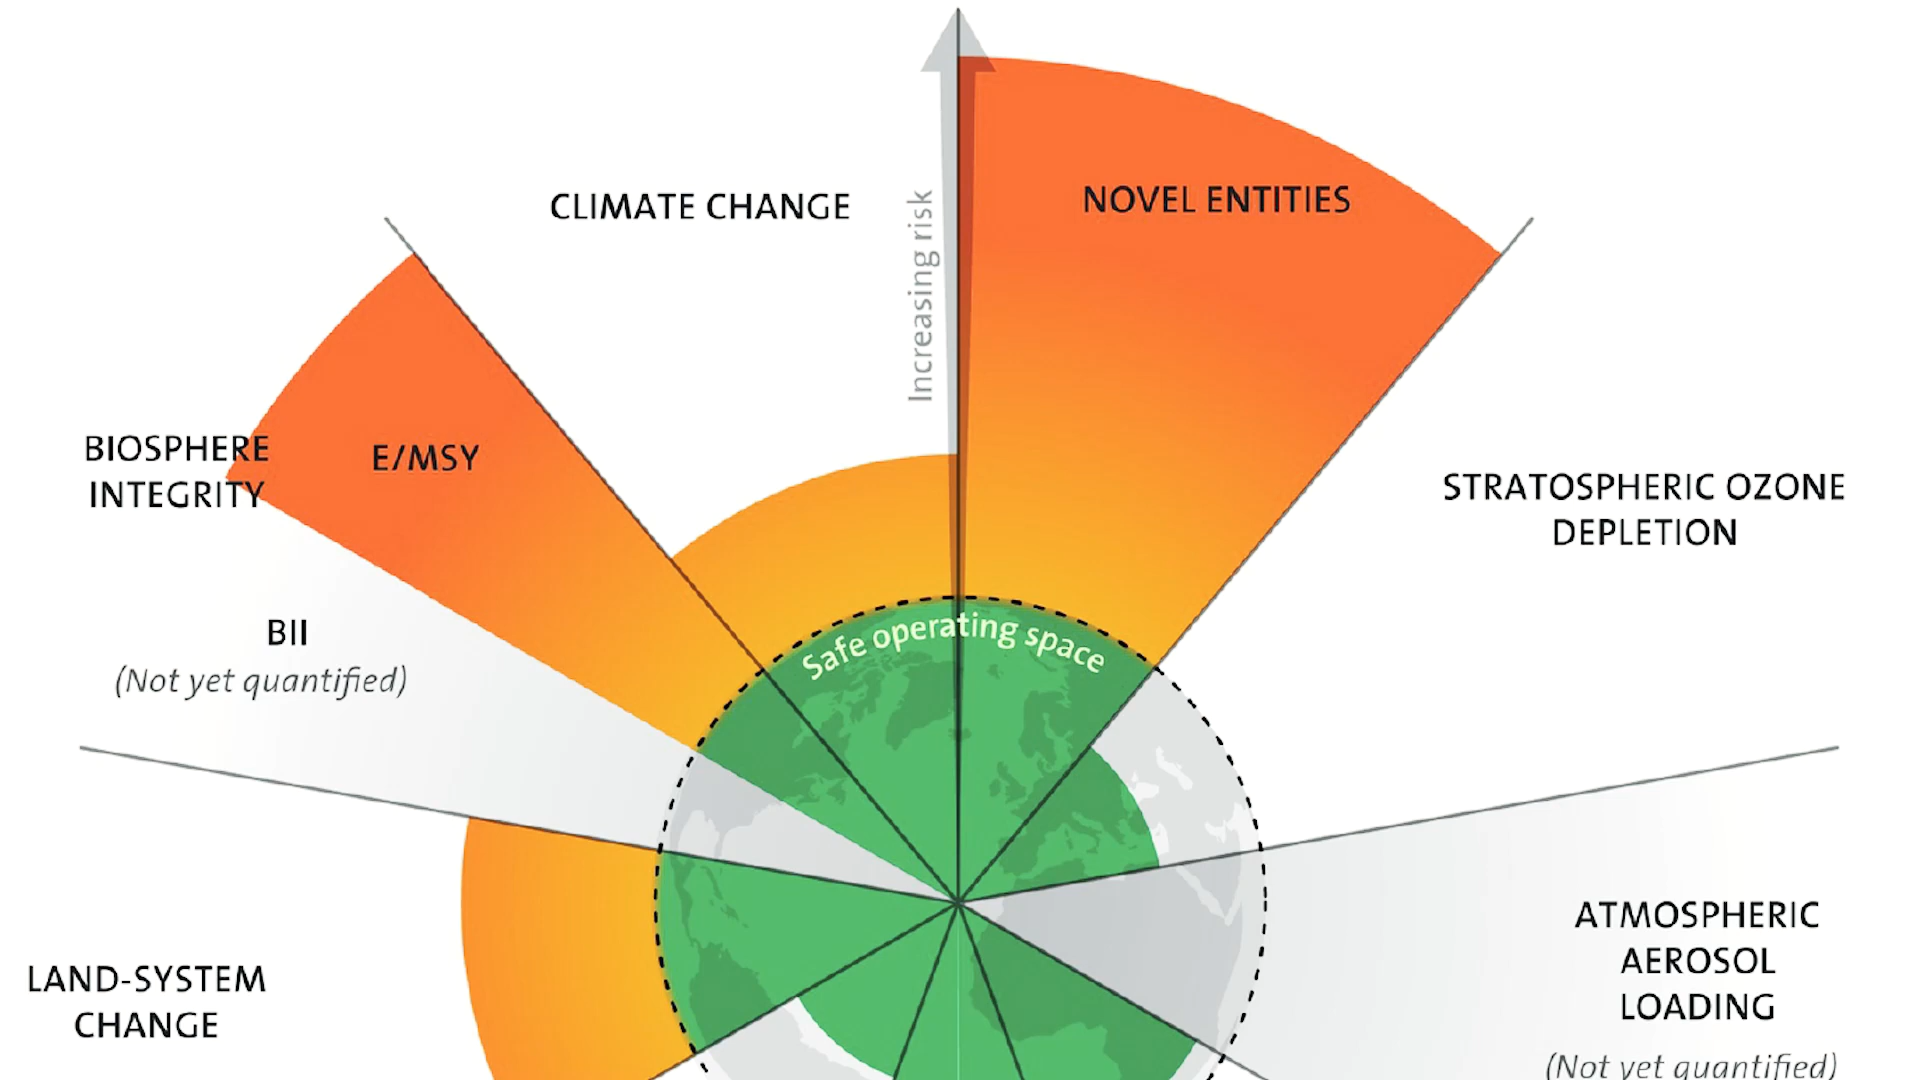 CLIMATE CHANGE
Increasing risk
NOVEL ENTITIES
BIOSPHERE
INTEGRITY
E/MSY
STRATOSPHERIC OZONE
DEPLETION
BII
(Not yet quantified)
Safe operating space
LAND-SYSTEM
CHANGE
ATMOSPHERIC
AEROSOL
LOADING
(Not yet quantified)